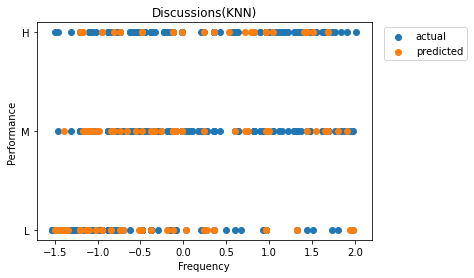 Discussions(KNN)
actual
predicted
H
M
L
Performance
−1.5 −1.0 −0.5 0.0 0.5 1.0 1.5 2.0
Frequency